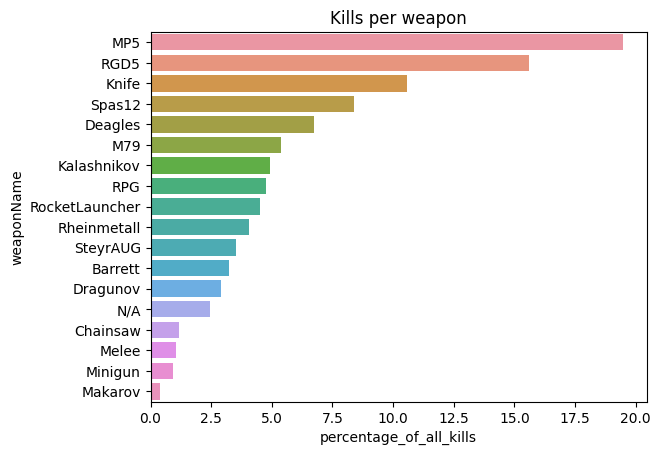 Kills per weapon
MP5
RGD5
Knife
Spas12
Deagles
M79
Kalashnikov
RPG
RocketLauncher
Rheinmetall
SteyrAUG
Barrett
Dragunov
N/A
Chainsaw
Melee
Minigun
Makarov
weaponName
0.0 2.5 5.0 7.5 10.0 12.5 15.0 17.5 20.0
percentage_of_all_kills